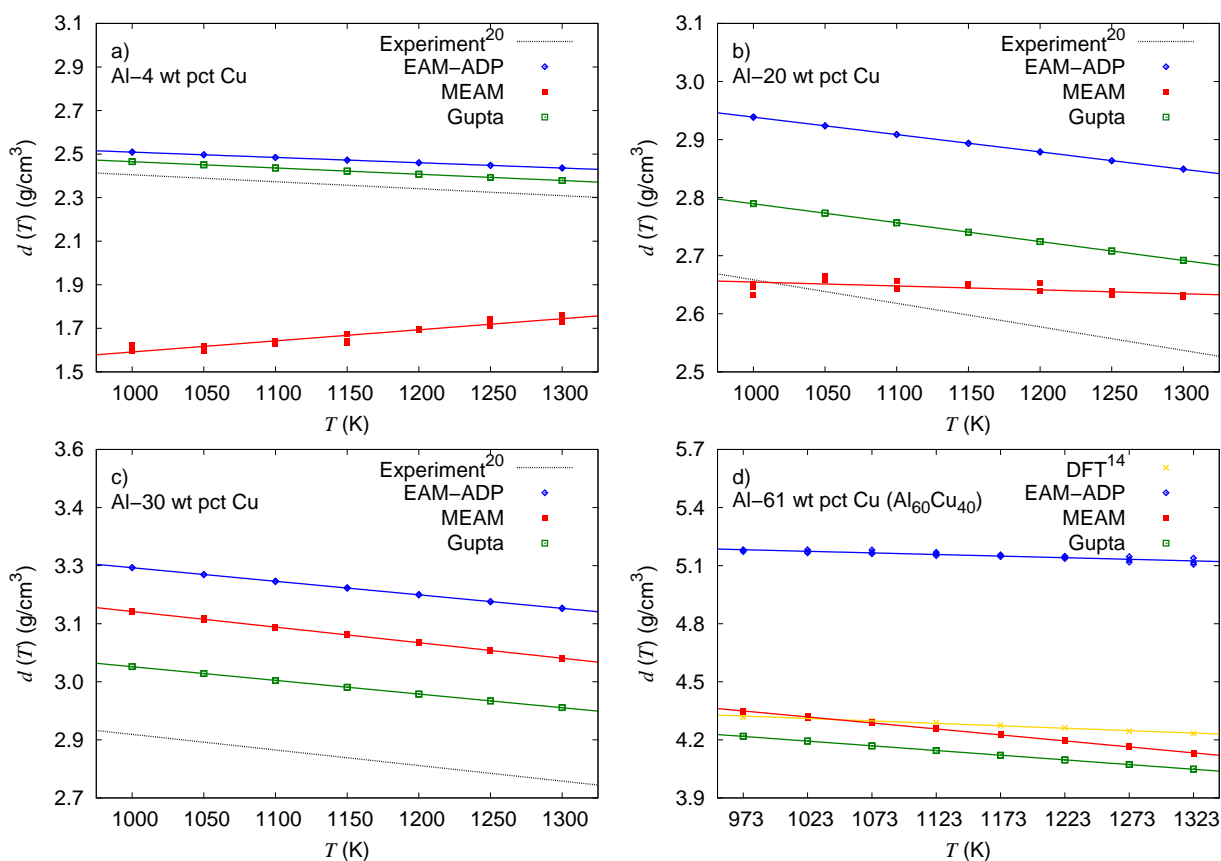 a)
Al−4 wt pct Cu
Experiment20
EAM−ADP
MEAM
Gupta
d (T) (g/cm3)
3.1
2.9
2.7
2.5
2.3
2.1
1.9
1.7
1.5
1000 1050 1100 1150 1200 1250 1300
T (K)
b)
Al−20 wt pct Cu
Experiment20
EAM−ADP
MEAM
Gupta
d (T) (g/cm3)
3.1
3.0
2.9
2.8
2.7
2.6
2.5
1000 1050 1100 1150 1200 1250 1300
T (K)
c)
Al−30 wt pct Cu
Experiment20
EAM−ADP
MEAM
Gupta
d (T) (g/cm3)
3.6
3.4
3.3
3.1
3.0
2.9
2.7
1000 1050 1100 1150 1200 1250 1300
T (K)
d)
Al−61 wt pct Cu (Al60Cu40)
DFT14
EAM−ADP
MEAM
Gupta
d (T) (g/cm3)
5.7
5.4
5.1
4.8
4.5
4.2
3.9
973 1023 1073 1123 1173 1223 1273 1323
T (K)